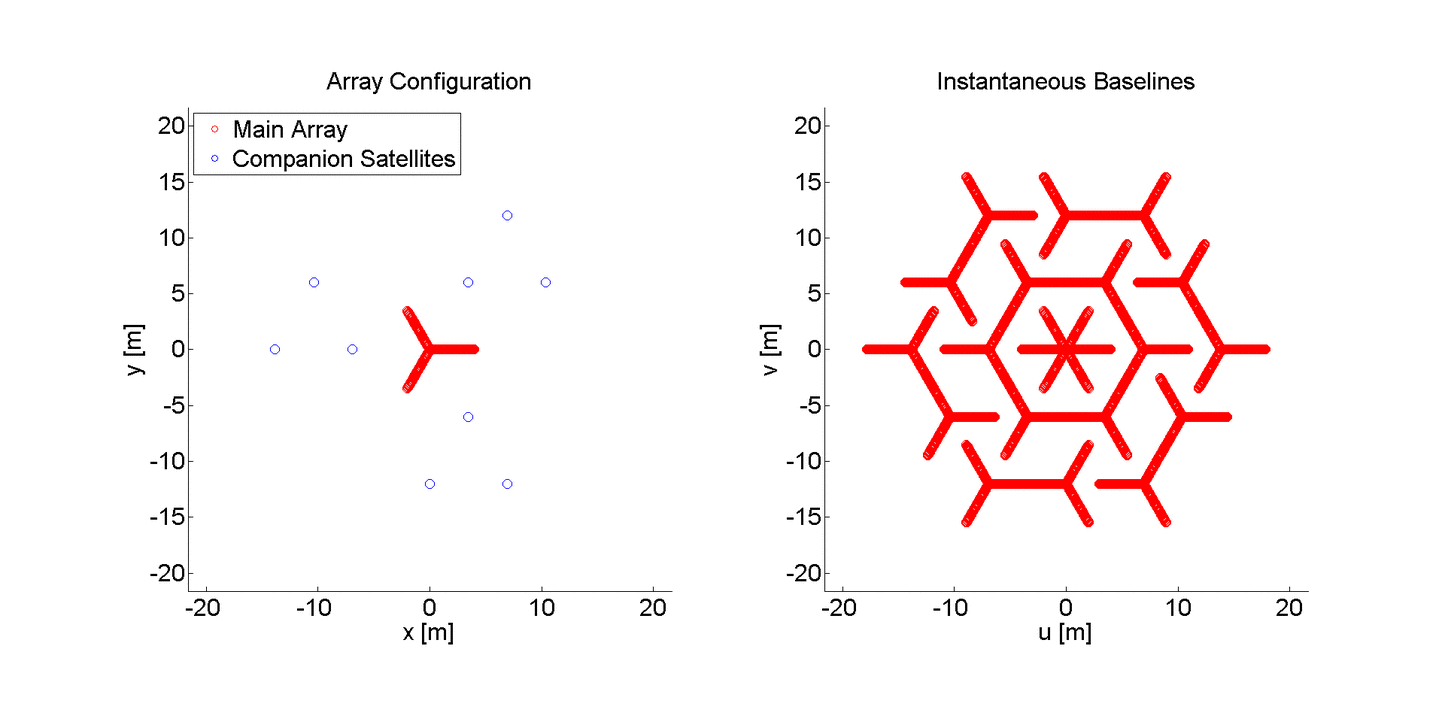 Array Configuration
Main Array
Companion Satellites
20
15
10
5
0
-5
-10
-15
-20
y [m]
-20 -10 0 10 20
x [m]
Instantaneous Baselines
20
15
10
5
0
-5
-10
-15
-20
v [m]
-20 -10 0 10 20
u [m]